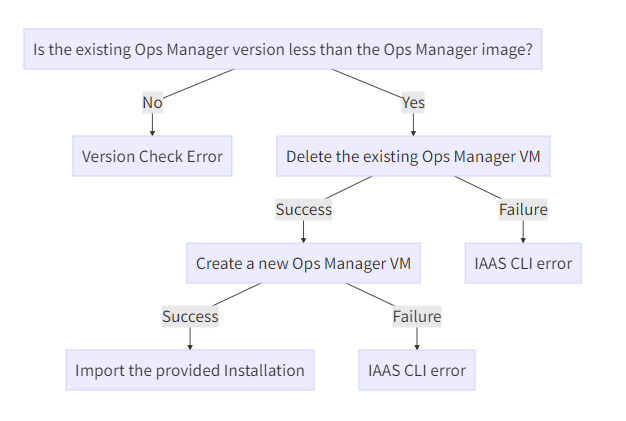 Is the existing Ops Manager version less than the Ops Manager image?
No
Yes
Version Check Error
Delete the existing Ops Manager VM
Success
Failure
Create a new Ops Manager VM
IAAS CLI error
Success
Failure
Import the provided Installation
IAAS CLI error